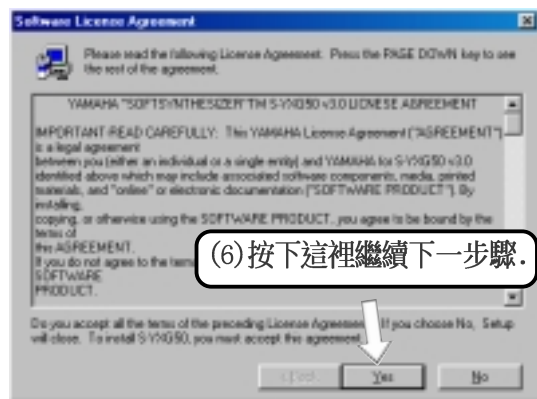 Software License Agreement
Please read the following License Agreement. Press the PAGE DOWN key to see
the rest of the agreement.
YAMAHA "SOFTSYNTHESIZER"TM S-YXG50 v3.0 LICNESE AGREEMENT
IMPORTANT-READ CAREFULLY: This YAMAHA License Agreement ("AGREEMENT")
is a legal agreement
between you (either an individual or a single entity) and YAMAHA for S-YXG50 v3.0
identified above which may include associated software components, media, printed
materials, and "online" or electronic documentation ("SOFTWARE PRODUCT"). By
installing,
copying, or otherwise using the SOFTWARE PRODUCT, you agree to be bound by the
terms of
this AGREEMENT.
If you do not agree to the terms
SOFTWARE
PRODUCT.
(6)按下這裡繼續下一步驟.
Do you accept all the terms of the preceding License Agreement? If you choose No, Setup
will close. To install S-YXG50, you must accept this agreement.
< Back
Yes
No